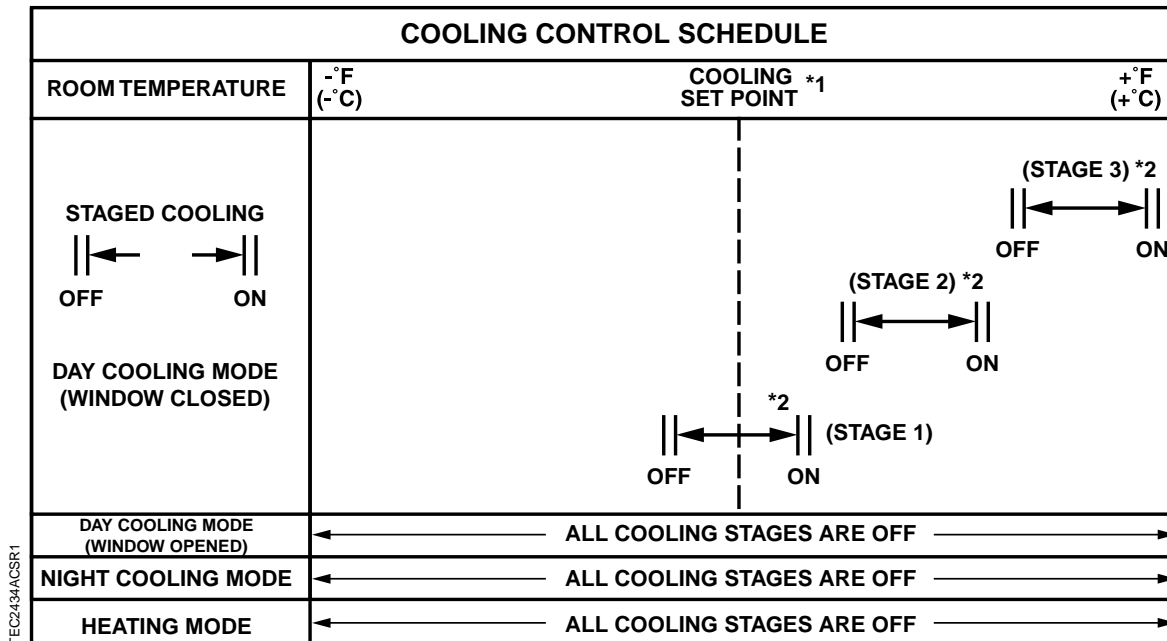 COOLING CONTROL SCHEDULE
ROOM TEMPERATURE
-˚F
(-˚C)
COOLING *1
SET POINT
+˚F
(+˚C)
(STAGE 3) *2
OFF ON
STAGED COOLING
OFF ON
(STAGE 2) *2
OFF ON
DAY COOLING MODE
(WINDOW CLOSED)
*2
(STAGE 1)
OFF ON
DAY COOLING MODE
(WINDOW OPENED)
ALL COOLING STAGES ARE OFF
NIGHT COOLING MODE
ALL COOLING STAGES ARE OFF
HEATING MODE
ALL COOLING STAGES ARE OFF
TEC2434ACSR1